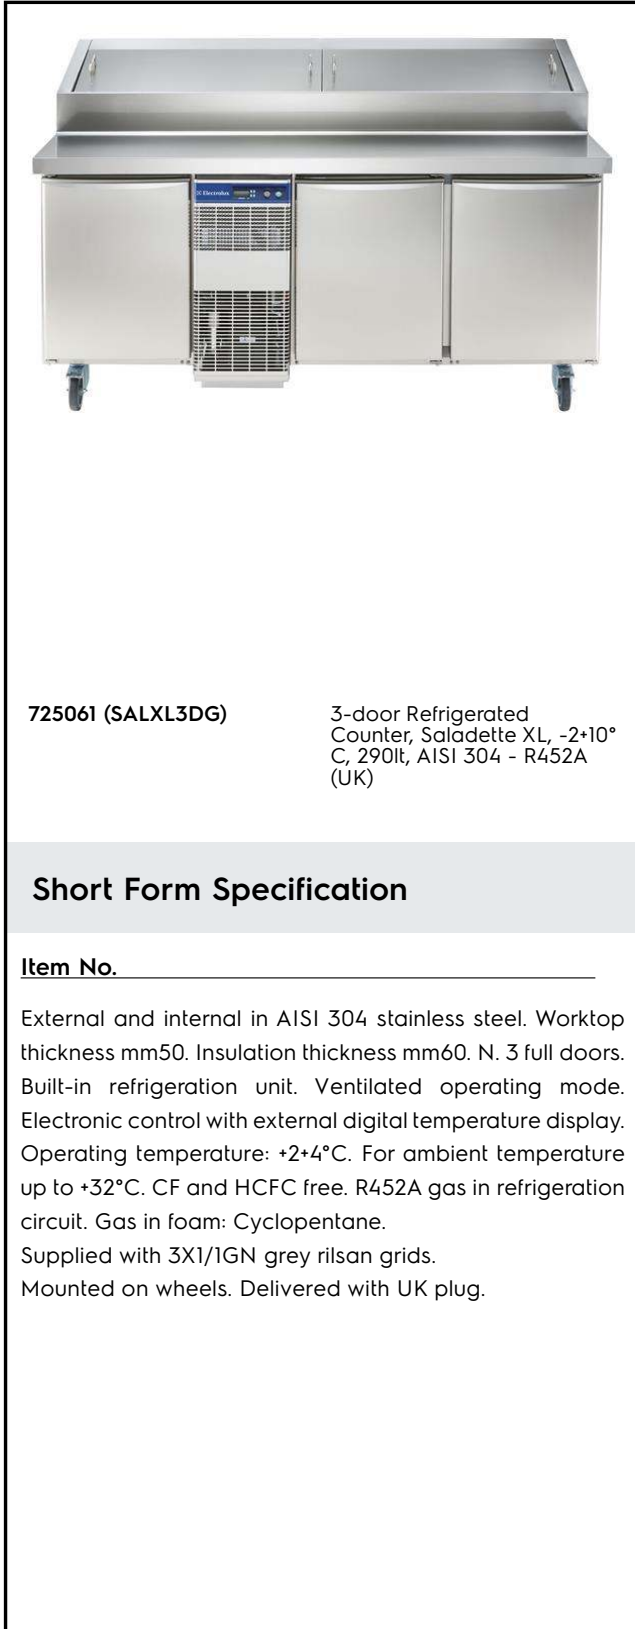 Electrolux
725061 (SALXL3DG)
3-door Refrigerated
Counter, Saladette XL, -2+10°
C, 290lt, AISI 304 - R452A
(UK)
Short Form Specification
Item No.
External and internal in AISI 304 stainless steel. Worktop
thickness mm50. Insulation thickness mm60. N. 3 full doors.
Built-in refrigeration unit. Ventilated operating mode.
Electronic control with external digital temperature display.
Operating temperature: +2+4°C. For ambient temperature
up to +32°C. CF and HCFC free. R452A gas in refrigeration
circuit. Gas in foam: Cyclopentane.
Supplied with 3X1/1GN grey rilsan grids.
Mounted on wheels. Delivered with UK plug.